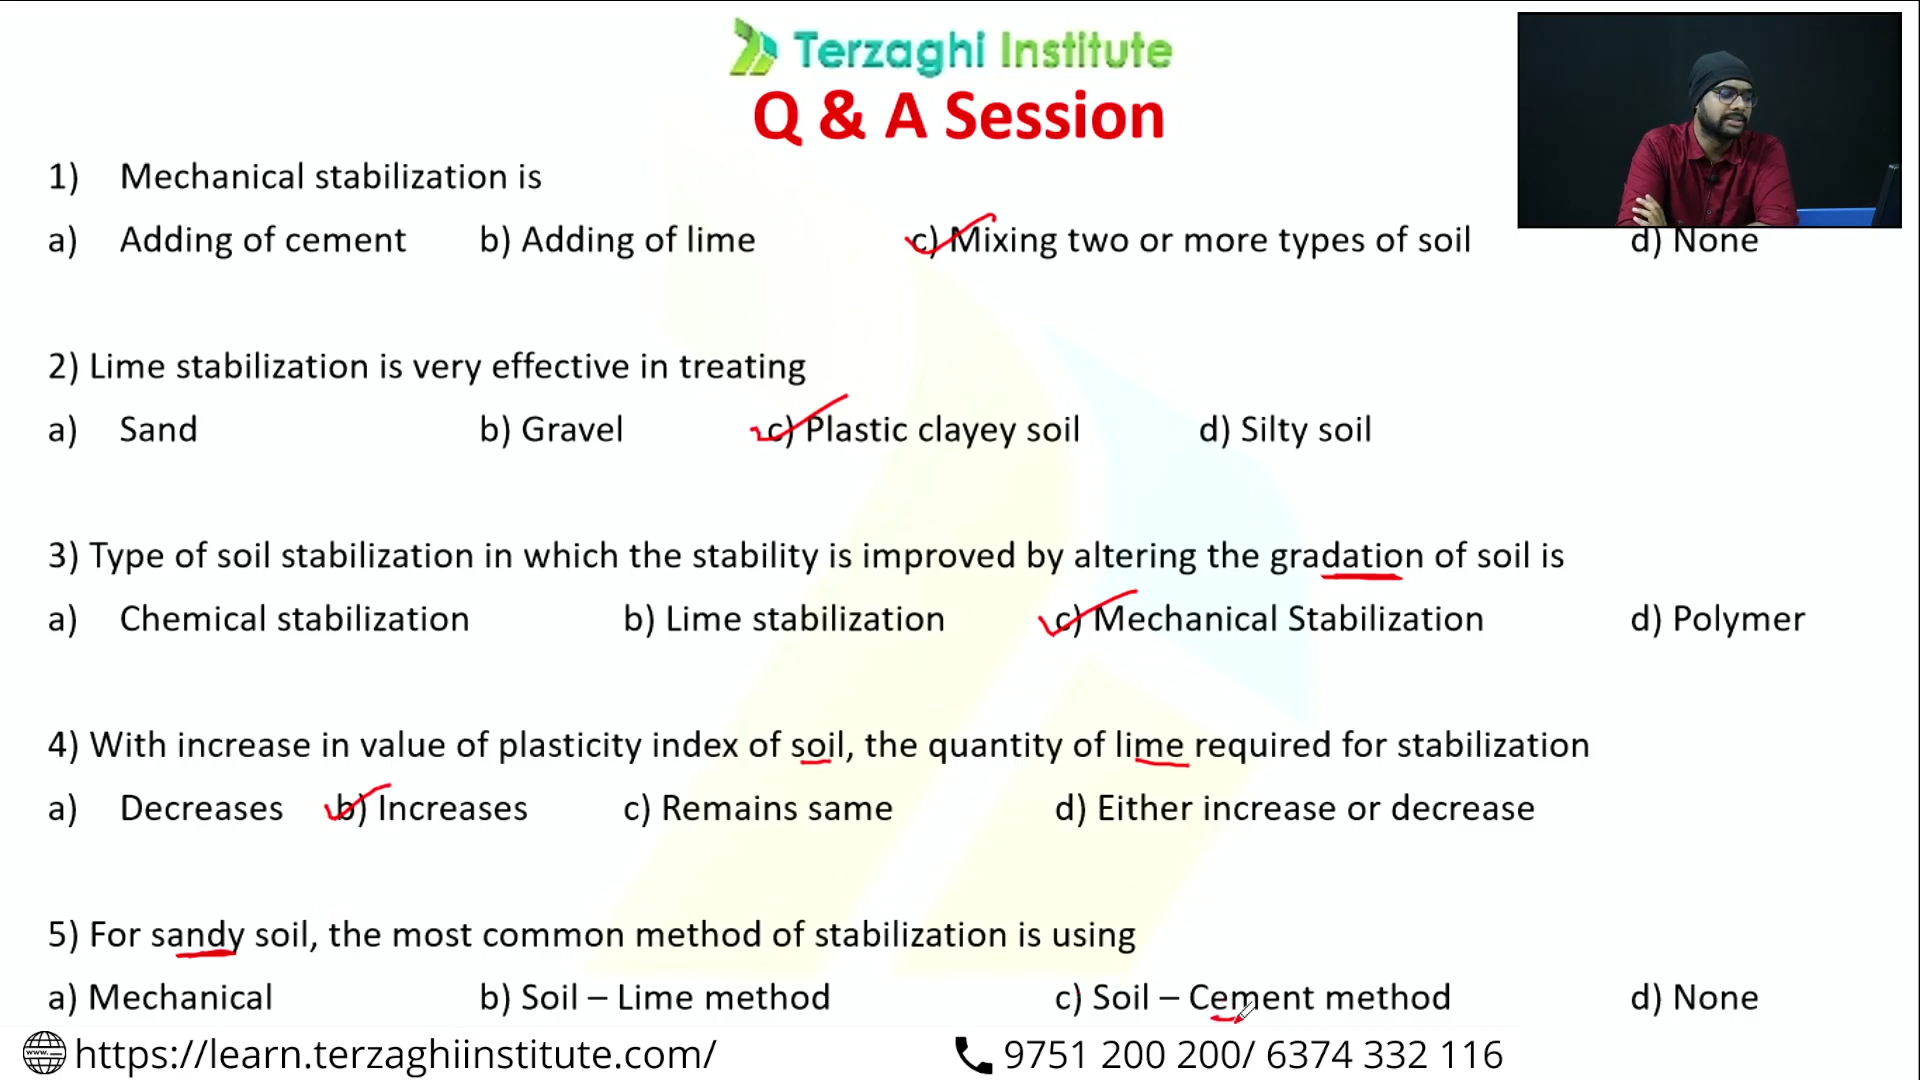 Terzaghi Institute
Q & A Session
1) Mechanical stabilization is
a) Adding of cement b) Adding of lime c) Mixing two or more types of soil d) None
2) Lime stabilization is very effective in treating
a) Sand b) Gravel c) Plastic clayey soil d) Silty soil
3) Type of soil stabilization in which the stability is improved by altering the gradation of soil is
a) Chemical stabilization b) Lime stabilization c) Mechanical Stabilization d) Polymer
4) With increase in value of plasticity index of soil, the quantity of lime required for stabilization
a) Decreases b) Increases c) Remains same d) Either increase or decrease
5) For sandy soil, the most common method of stabilization is using
a) Mechanical b) Soil – Lime method c) Soil – Cement method d) None
https://learn.terzaghiinstitute.com/ 9751 200 200/ 6374 332 116